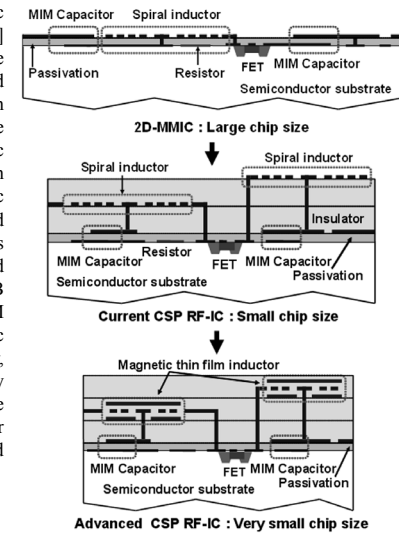 MIM Capacitor Spiral inductor
Passivation Resistor FET MIM Capacitor
Semiconductor substrate
2D-MMIC : Large chip size
Spiral inductor
Spiral inductor
Insulator
Resistor
MIM Capacitor FET MIM Capacitor
Passivation
Semiconductor substrate
Current CSP RF-IC : Small chip size
Magnetic thin film inductor
MIM Capacitor FET MIM Capacitor
Passivation
Semiconductor substrate
Advanced CSP RF-IC : Very small chip size